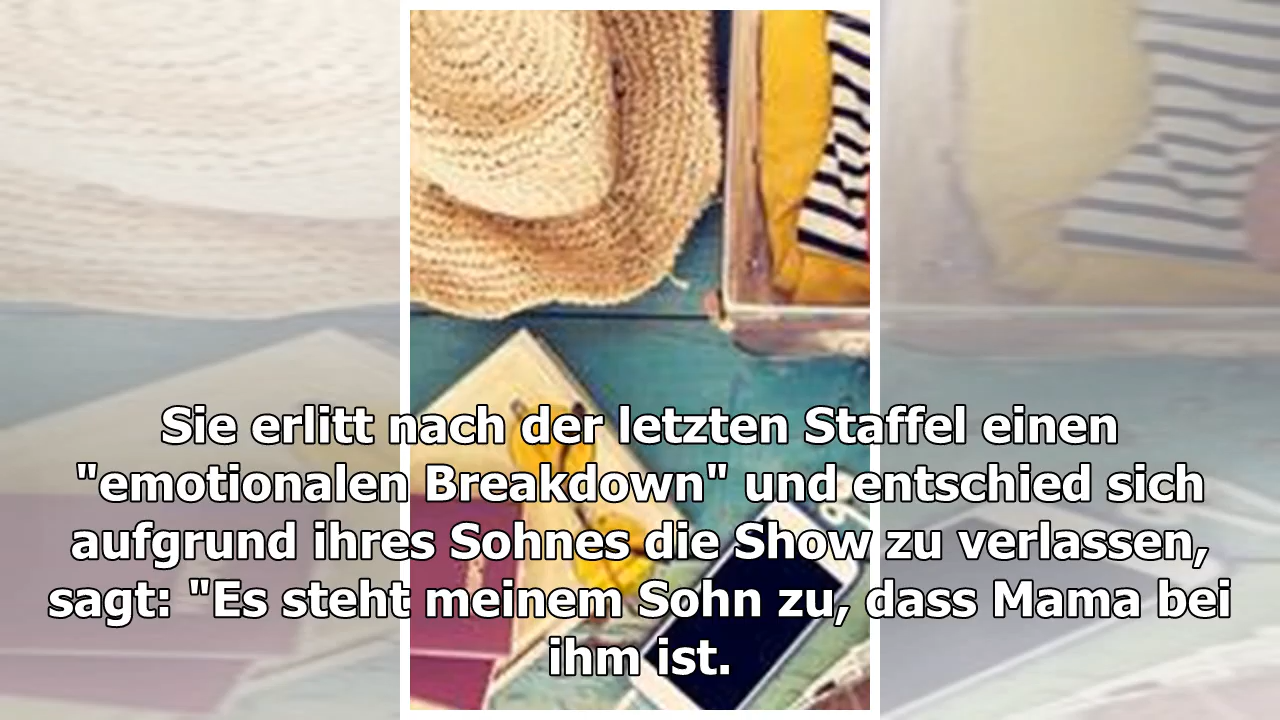 Sie erlitt nach der letzten Staffel einen
"emotionalen Breakdown" und entschied sich
aufgrund ihres Sohnes die Show zu verlassen,
sagt: "Es steht meinem Sohn zu, dass Mama bei
ihm ist.